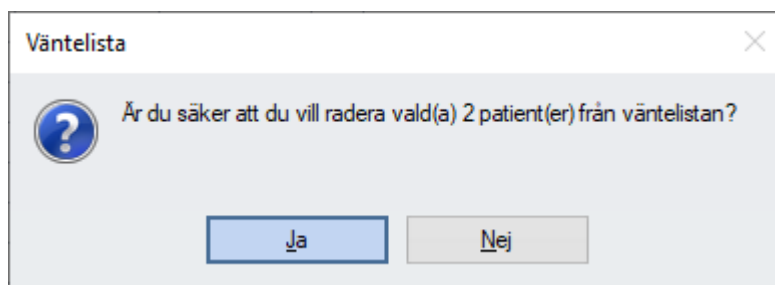 Väntelista
Är du säker att du vill radera vald(a) 2 patient(er) från väntelistan?
Ja
Nej